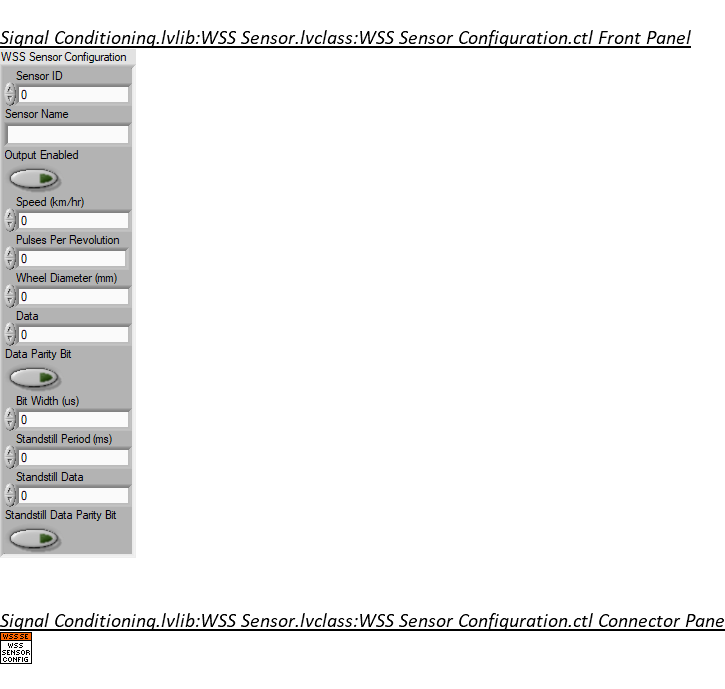 Signal Conditioning.lvlib:WSS Sensor.lvclass:WSS Sensor Configuration.ctl Front Panel
WSS Sensor Configuration
Sensor ID
0
Sensor Name
Output Enabled
Speed (km/hr)
0
Pulses Per Revolution
0
Wheel Diameter (mm)
0
Data
0
Data Parity Bit
Bit Width (us)
0
Standstill Period (ms)
0
Standstill Data
0
Standstill Data Parity Bit
Signal Conditioning.lvlib:WSS Sensor.lvclass:WSS Sensor Configuration.ctl Connector Pane
WSS SE
WSS
SENSOR
CONFIG